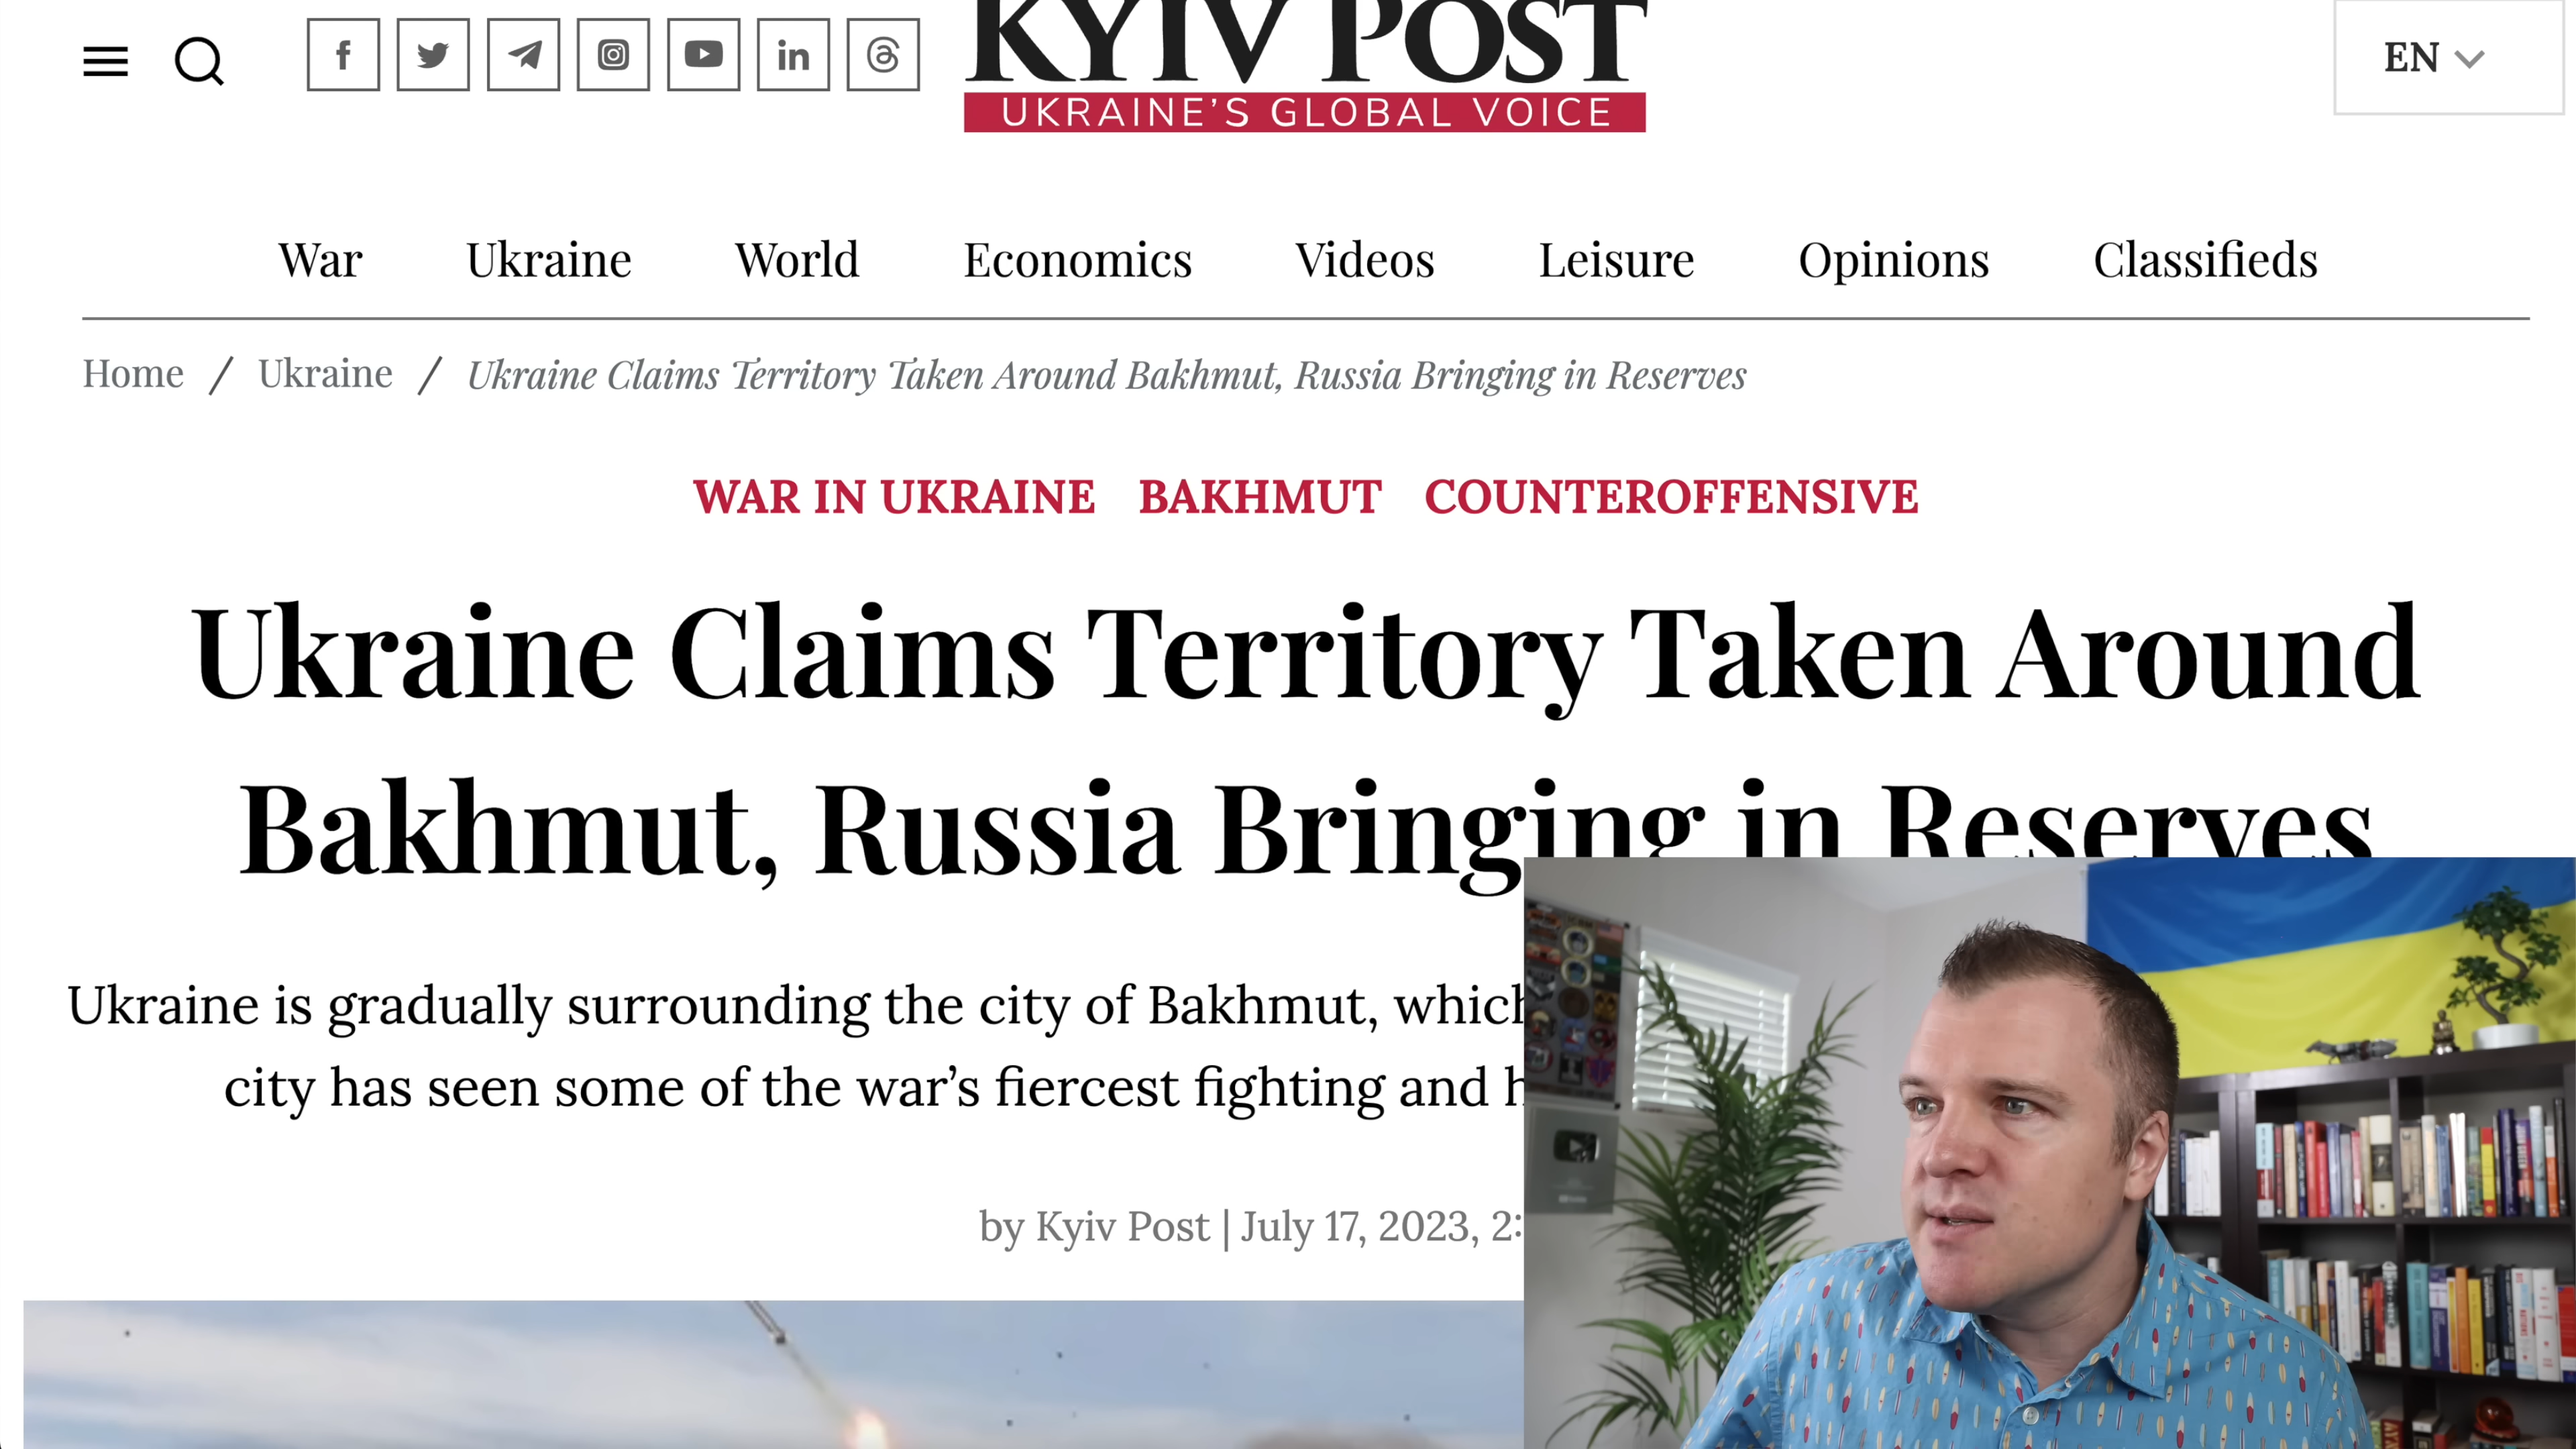 KYIV POST
UKRAINE'S GLOBAL VOICE
EN
War Ukraine World Economics Videos Leisure Opinions Classifieds
Home / Ukraine / Ukraine Claims Territory Taken Around Bakhmut, Russia Bringing in Reserves
WAR IN UKRAINE BAKHMUT COUNTEROFFENSIVE
Ukraine Claims Territory Taken Around
Bakhmut, Russia Bringing in Reserves
Ukraine is gradually surrounding the city of Bakhmut, which
city has seen some of the war’s fiercest fighting and
by Kyiv Post | July 17, 2023, 2: